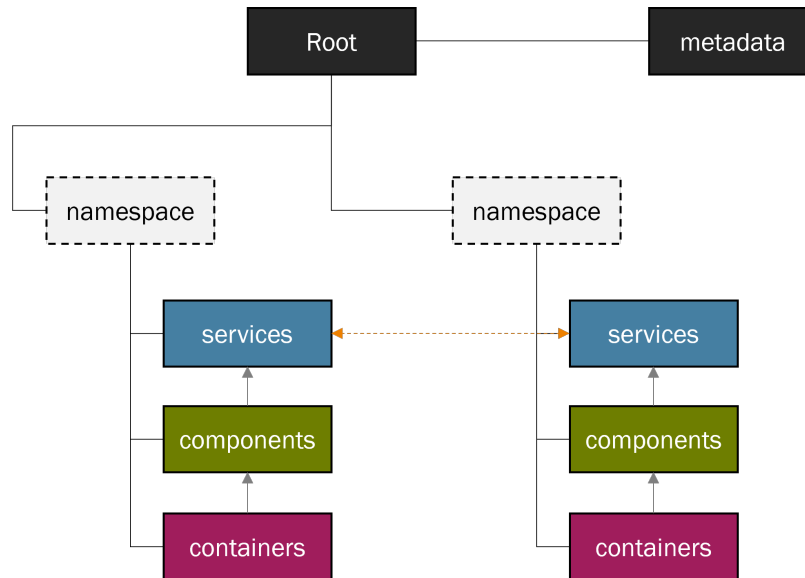 Root
metadata
namespace
namespace
services
services
components
components
containers
containers